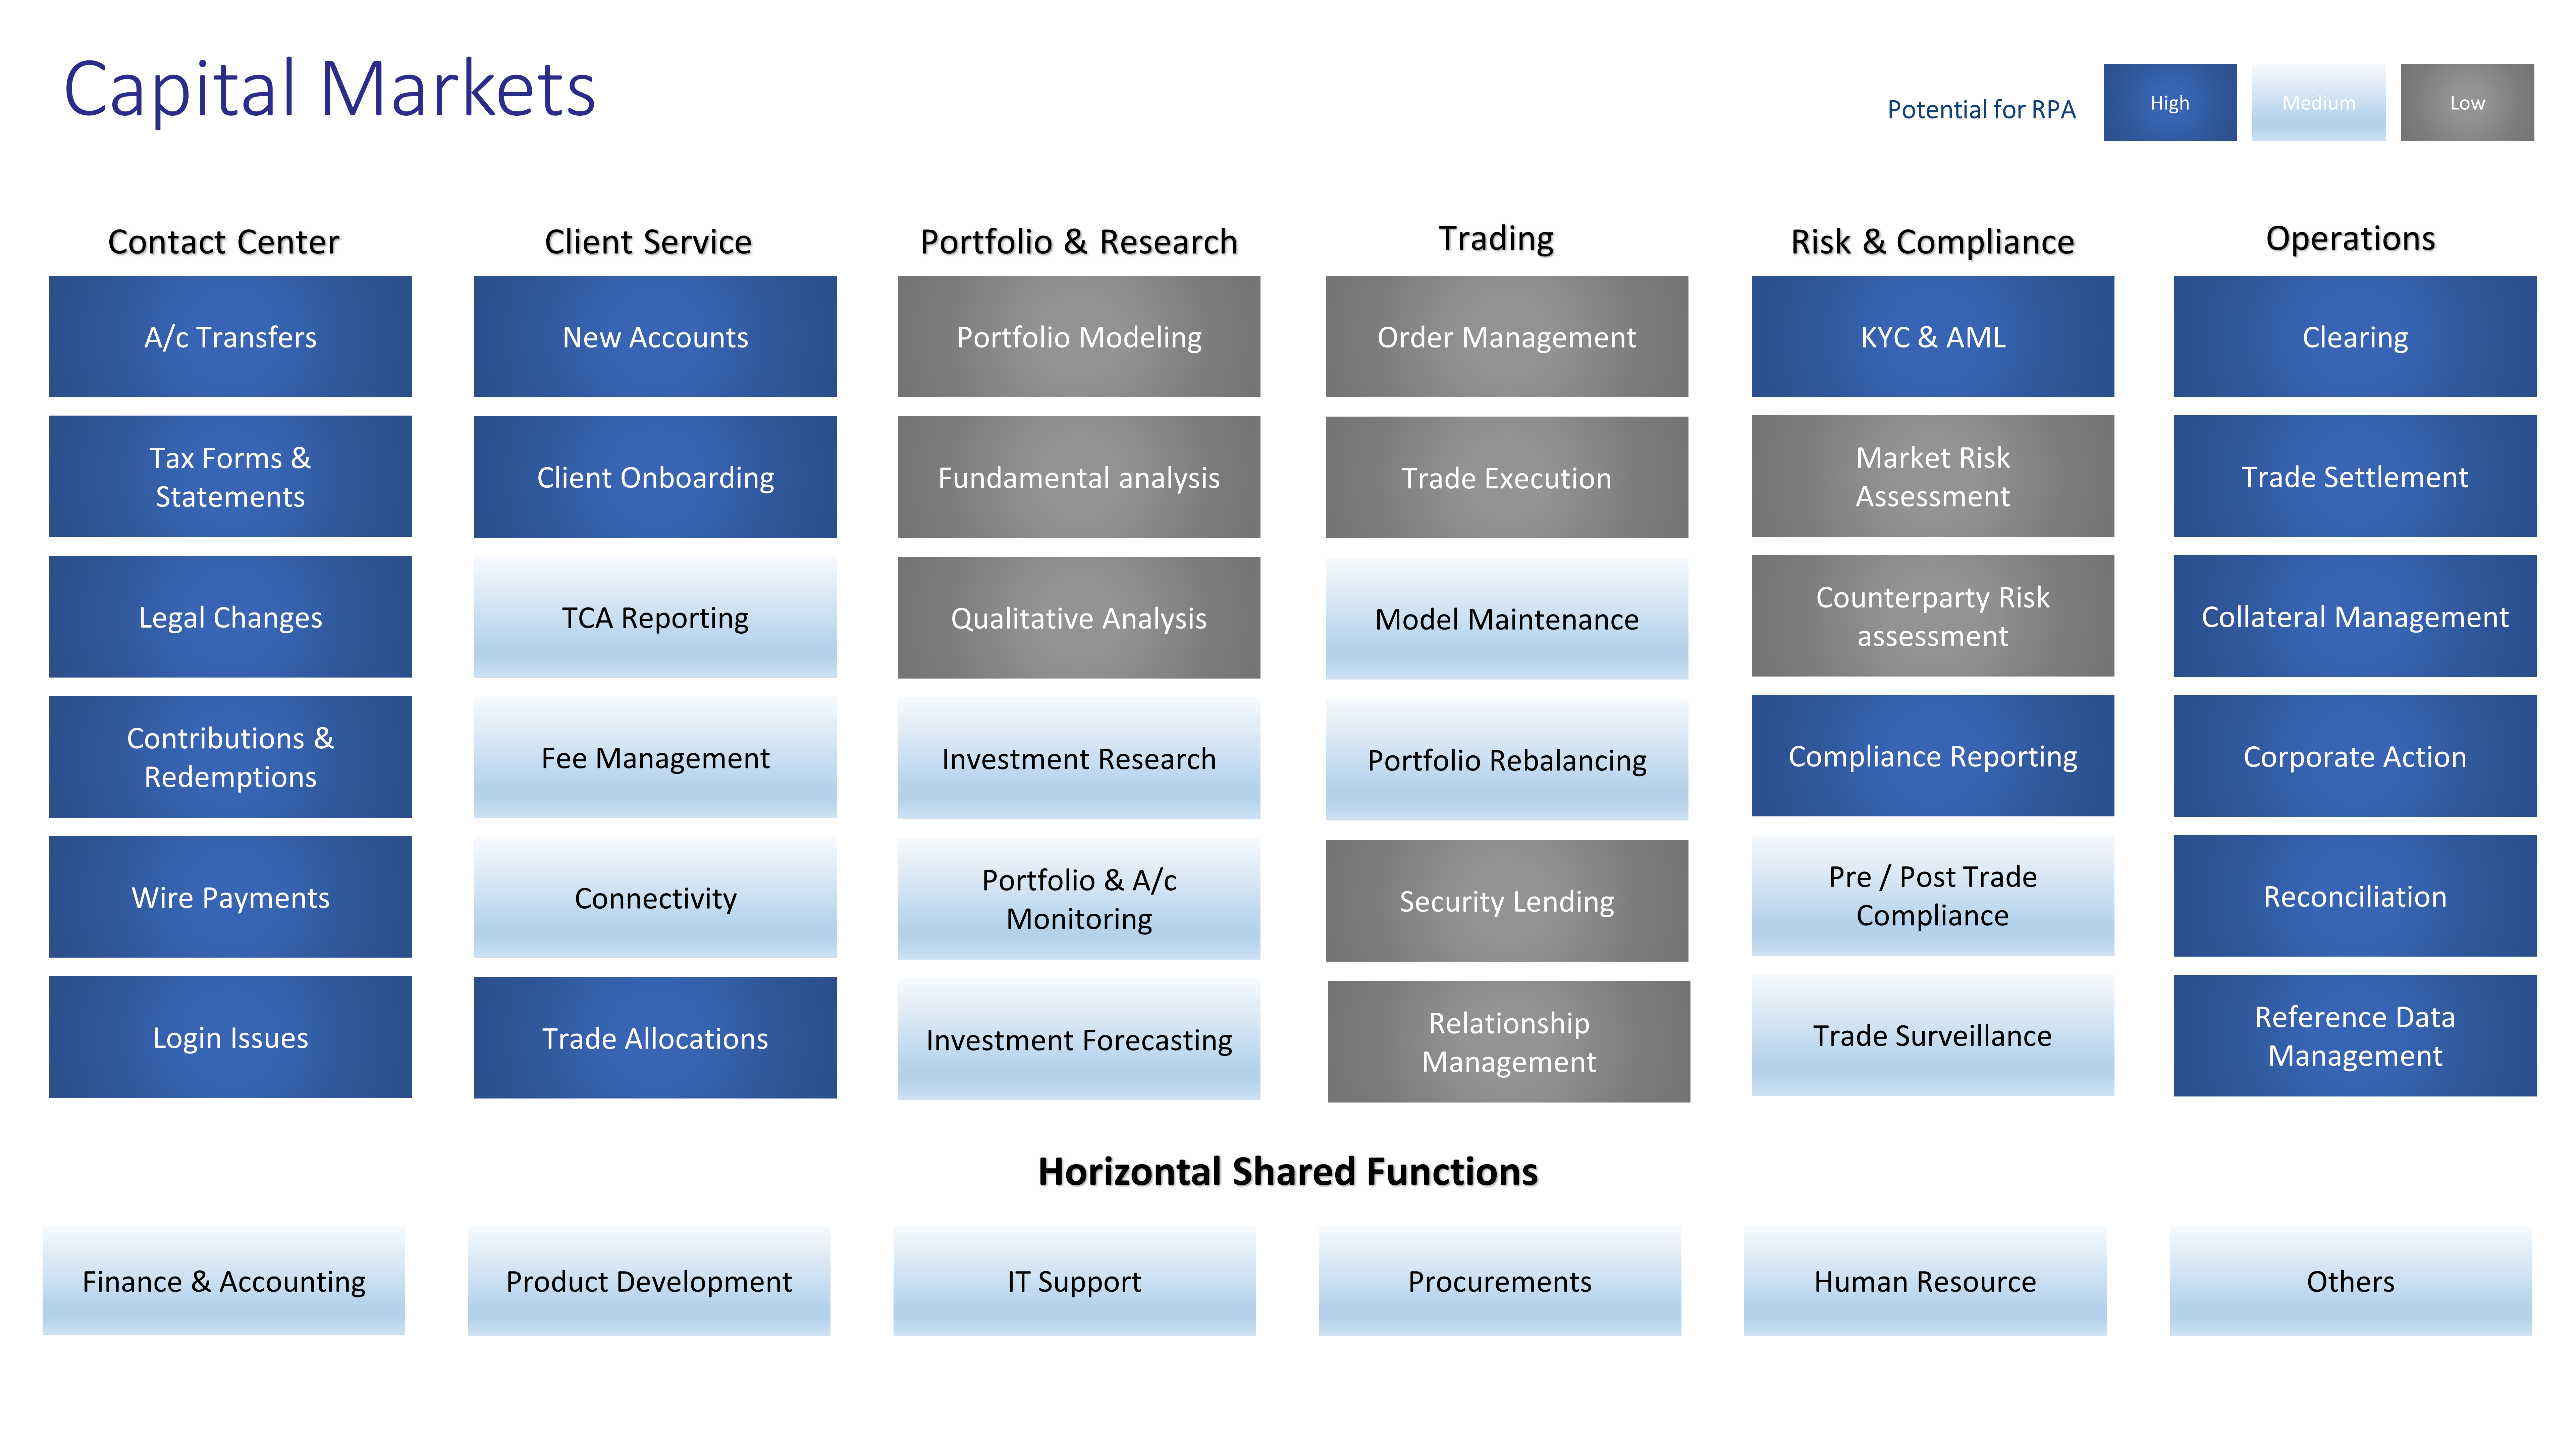 Capital Markets
Potential for RPA
High
Medium
Low
Contact Center
A/c Transfers
Tax Forms &
Statements
Legal Changes
Contributions &
Redemptions
Wire Payments
Login Issues
Client Service
New Accounts
Client Onboarding
TCA Reporting
Fee Management
Connectivity
Trade Allocations
Portfolio & Research
Portfolio Modeling
Fundamental analysis
Qualitative Analysis
Investment Research
Portfolio & A/c
Monitoring
Investment Forecasting
Trading
Order Management
Trade Execution
Model Maintenance
Portfolio Rebalancing
Security Lending
Relationship
Management
Risk & Compliance
KYC & AML
Market Risk
Assessment
Counterparty Risk
assessment
Compliance Reporting
Pre / Post Trade
Compliance
Trade Surveillance
Operations
Clearing
Trade Settlement
Collateral Management
Corporate Action
Reconciliation
Reference Data
Management
Horizontal Shared Functions
Finance & Accounting
Product Development
IT Support
Procurements
Human Resource
Others